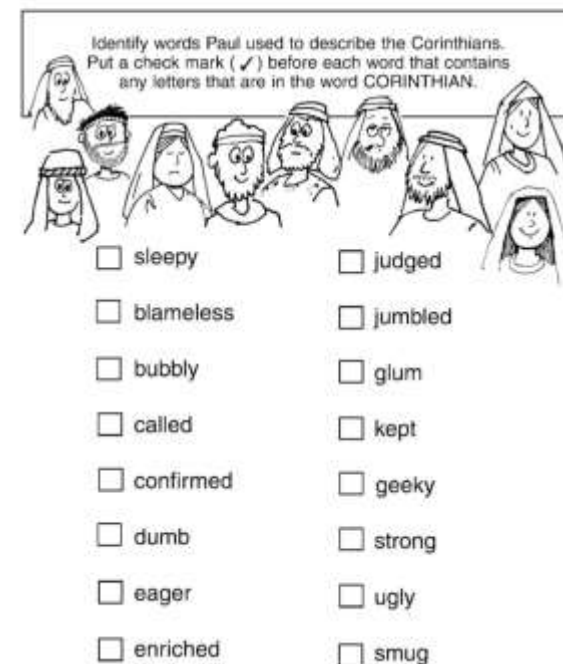 Identify words Paul used to describe the Corinthians.
Put a check mark ( ✓ ) before each word that contains
any letters that are in the word CORINTHIAN.
sleepy
blameless
bubbly
called
confirmed
dumb
eager
enriched
judged
jumbled
glum
kept
geeky
strong
ugly
smug